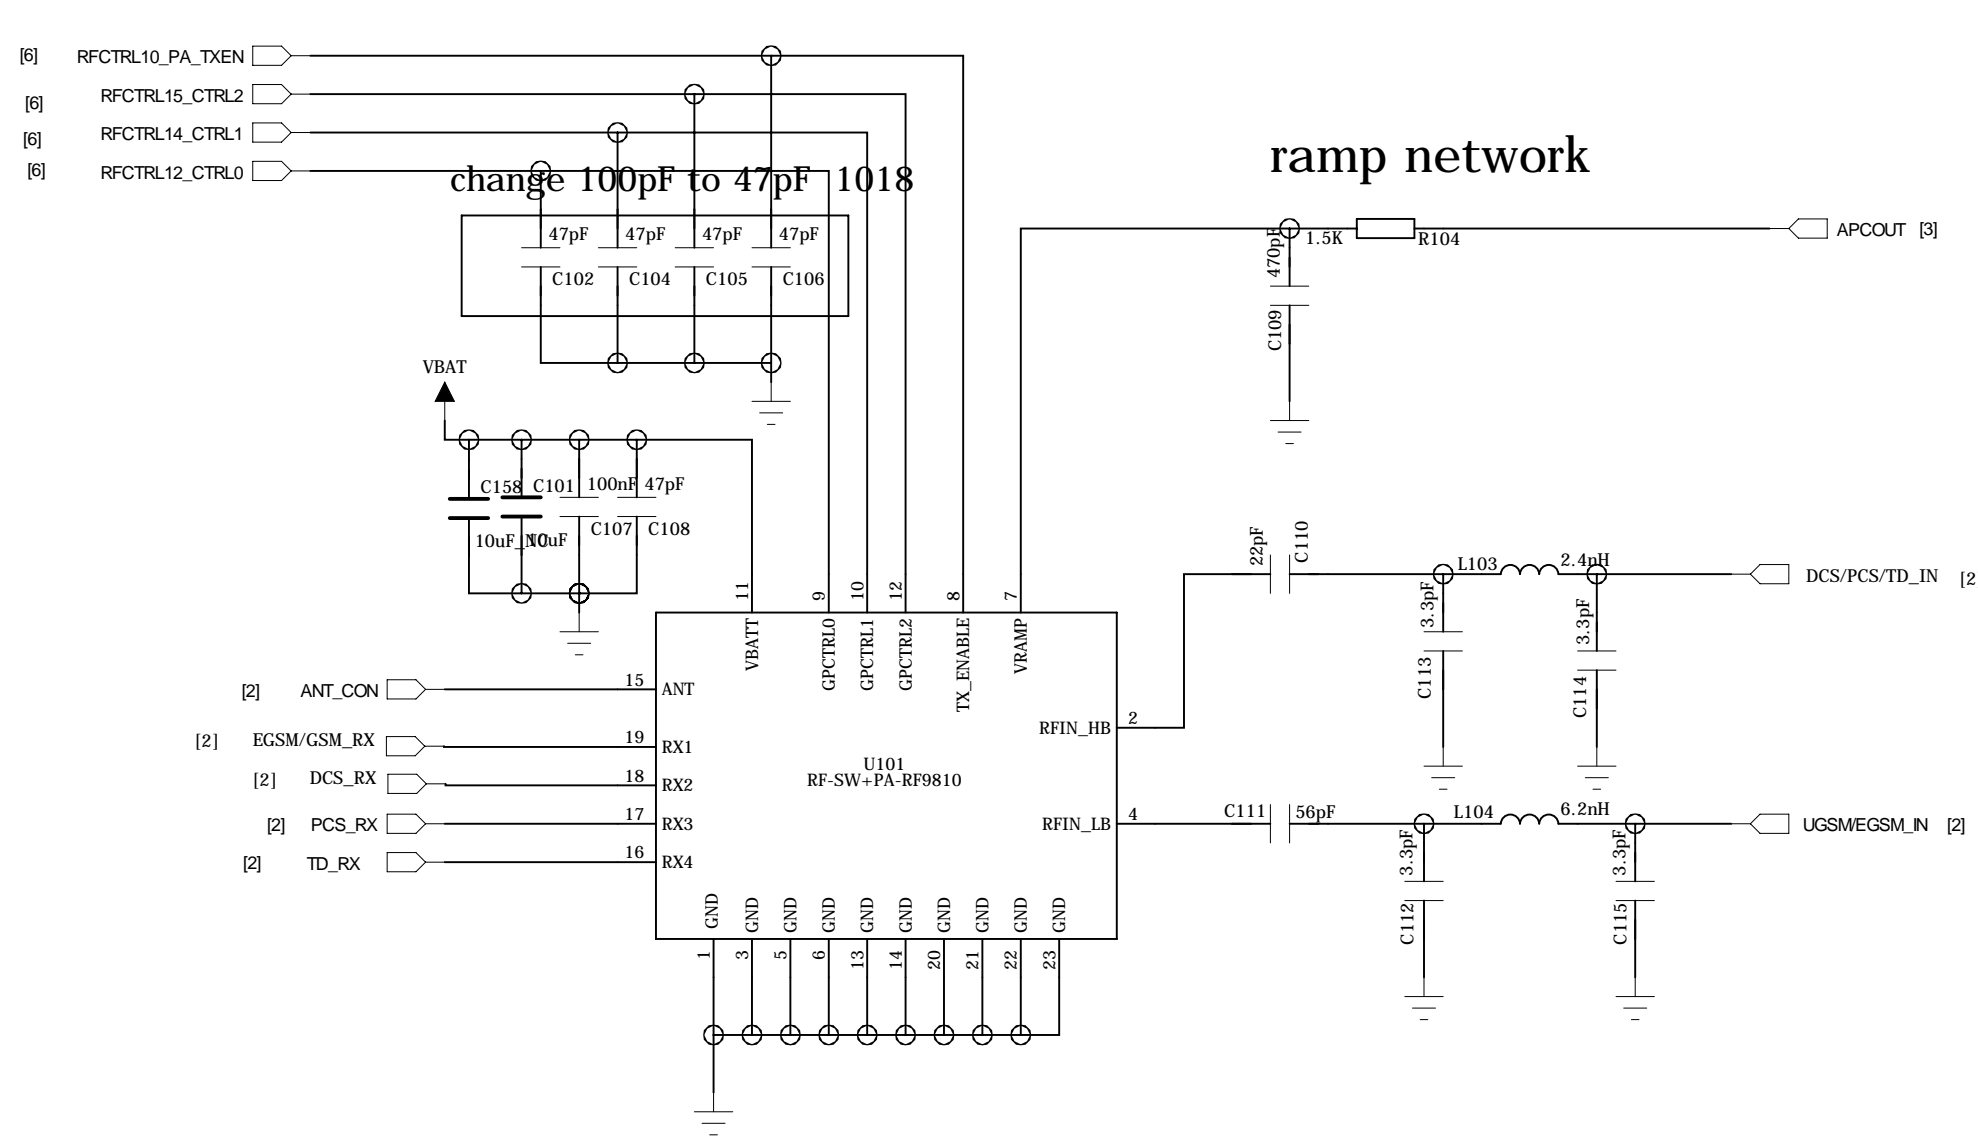 [6] RFCTRL10_PA_TXEN
[6] RFCTRL15_CTRL2
[6] RFCTRL14_CTRL1
[6] RFCTRL12_CTRL0
change 100pF to 47pF 1018
ramp network
47pF 47pF 47pF 47pF
C102 C104 C105 C106
470pF
1.5K
R104
APCOUT [3]
C109
VBAT
C158 C101 100nF 47pF
C107 C108
10uF_NC 10uF
11 9 10 12 8 7
VBATT GPCTRL0 GPCTRL1 GPCTRL2 TX_ENABLE VRAMP
22pF
C110
L103 2.4nH
DCS/PCS/TD_IN [2
3.3pF
C113
3.3pF
C114
[2] ANT_CON 15 ANT
[2] EGSM/GSM_RX 19 RX1
[2] DCS_RX 18 RX2
[2] PCS_RX 17 RX3
[2] TD_RX 16 RX4
RFIN_HB 2
U101
RF-SW+PA-RF9810
RFIN_LB 4
C111 56pF
L104 6.2nH
UGSM/EGSM_IN [2]
3.3pF
C112
3.3pF
C115
GND GND GND GND GND GND GND GND GND GND
1 3 5 6 13 14 20 21 22 23